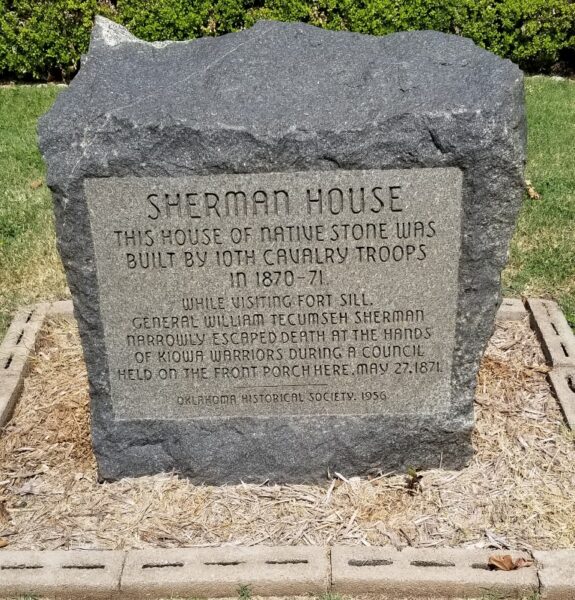 SHERMAN HOUSE
THIS HOUSE OF NATIVE STONE WAS
BUILT BY 10TH CAVALRY TROOPS
IN 1870-71.
WHILE VISITING FORT SILL,
GENERAL WILLIAM TECUMSEH SHERMAN
NARROWLY ESCAPED DEATH AT THE HANDS
OF KIOWA WARRIORS DURING A COUNCIL
HELD ON THE FRONT PORCH HERE, MAY 27, 1871.
OKLAHOMA HISTORICAL SOCIETY, 1956